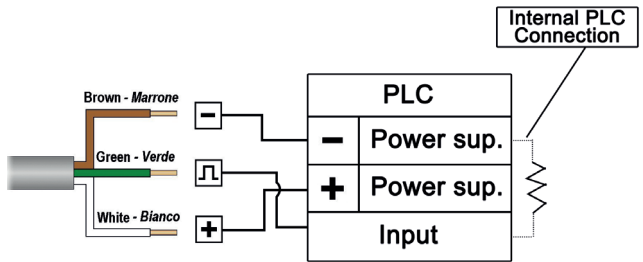 Internal PLC
Connection
Brown - Marrone
Green - Verde
White - Bianco
PLC
- Power sup.
+ Power sup.
Input
-
+